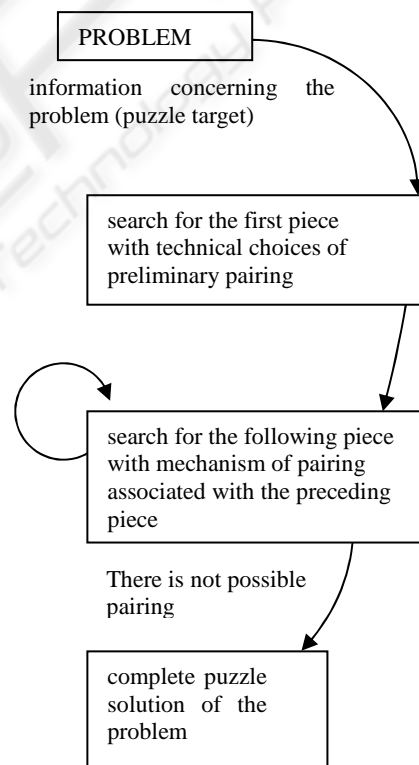 PROBLEM
information concerning the
problem (puzzle target)
search for the first piece
with technical choices of
preliminary pairing
search for the following piece
with mechanism of pairing
associated with the preceding
piece
There is not possible
pairing
complete puzzle
solution of the
problem